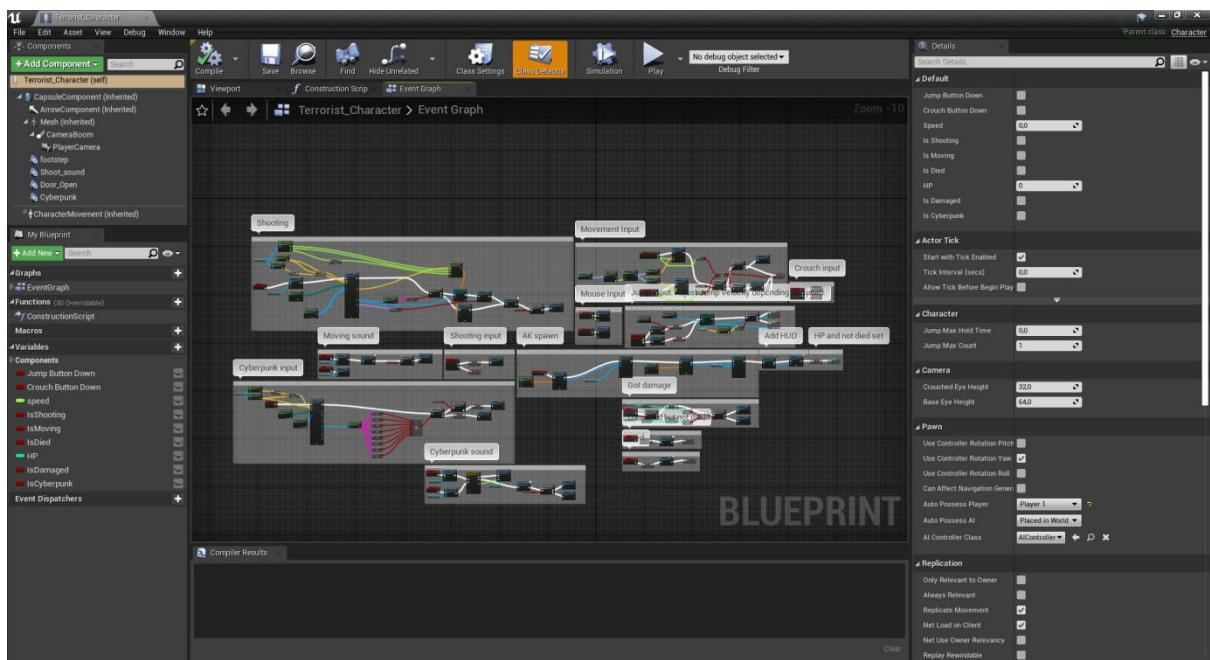 Terrorist_Character
File Edit Asset View Debug Window Help
Parent class: Character
Components
+Add Component
Search
Terrorist_Character (self)
CapsuleComponent (Inherited)
ArrowComponent (Inherited)
Mesh (Inherited)
CameraBoom
PlayerCamera
footstep
Shoot_sound
Door_Open
Cyberpunk
CharacterMovement (Inherited)
My Blueprint
+Add New
Search
Graphs
EventGraph
Functions (30 Overridable)
ConstructionScript
Macros
Variables
Components
Jump Button Down
Crouch Button Down
speed
IsShooting
IsMoving
IsDied
HP
IsDamaged
IsCyberpunk
Event Dispatchers
Compile
Save
Browse
Find
Hide Unrelated
Class Settings
Class Defaults
Simulation
Play
No debug object selected
Debug Filter
Viewport
Construction Scrip
Event Graph
Terrorist_Character > Event Graph
Zoom -10
Shooting
Movement Input
Crouch input
Mouse Input
Moving sound
Shooting input
AK spawn
Add HUD
HP and not died set
Cyberpunk input
Got damage
Cyberpunk sound
BLUEPRINT
Compiler Results
Clear
Details
Search Details
Default
Jump Button Down
Crouch Button Down
Speed 0,0
Is Shooting
Is Moving
Is Died
HP 0
Is Damaged
Is Cyberpunk
Actor Tick
Start with Tick Enabled
Tick Interval (secs) 0,0
Allow Tick Before Begin Play
Character
Jump Max Hold Time 0,0
Jump Max Count 1
Camera
Crouched Eye Height 32,0
Base Eye Height 64,0
Pawn
Use Controller Rotation Pitch
Use Controller Rotation Yaw
Use Controller Rotation Roll
Can Affect Navigation Genera
Auto Possess Player Player 1
Auto Possess AI Placed in World
AI Controller Class AIController
Replication
Only Relevant to Owner
Always Relevant
Replicate Movement
Net Load on Client
Net Use Owner Relevancy
Replay Rewindable